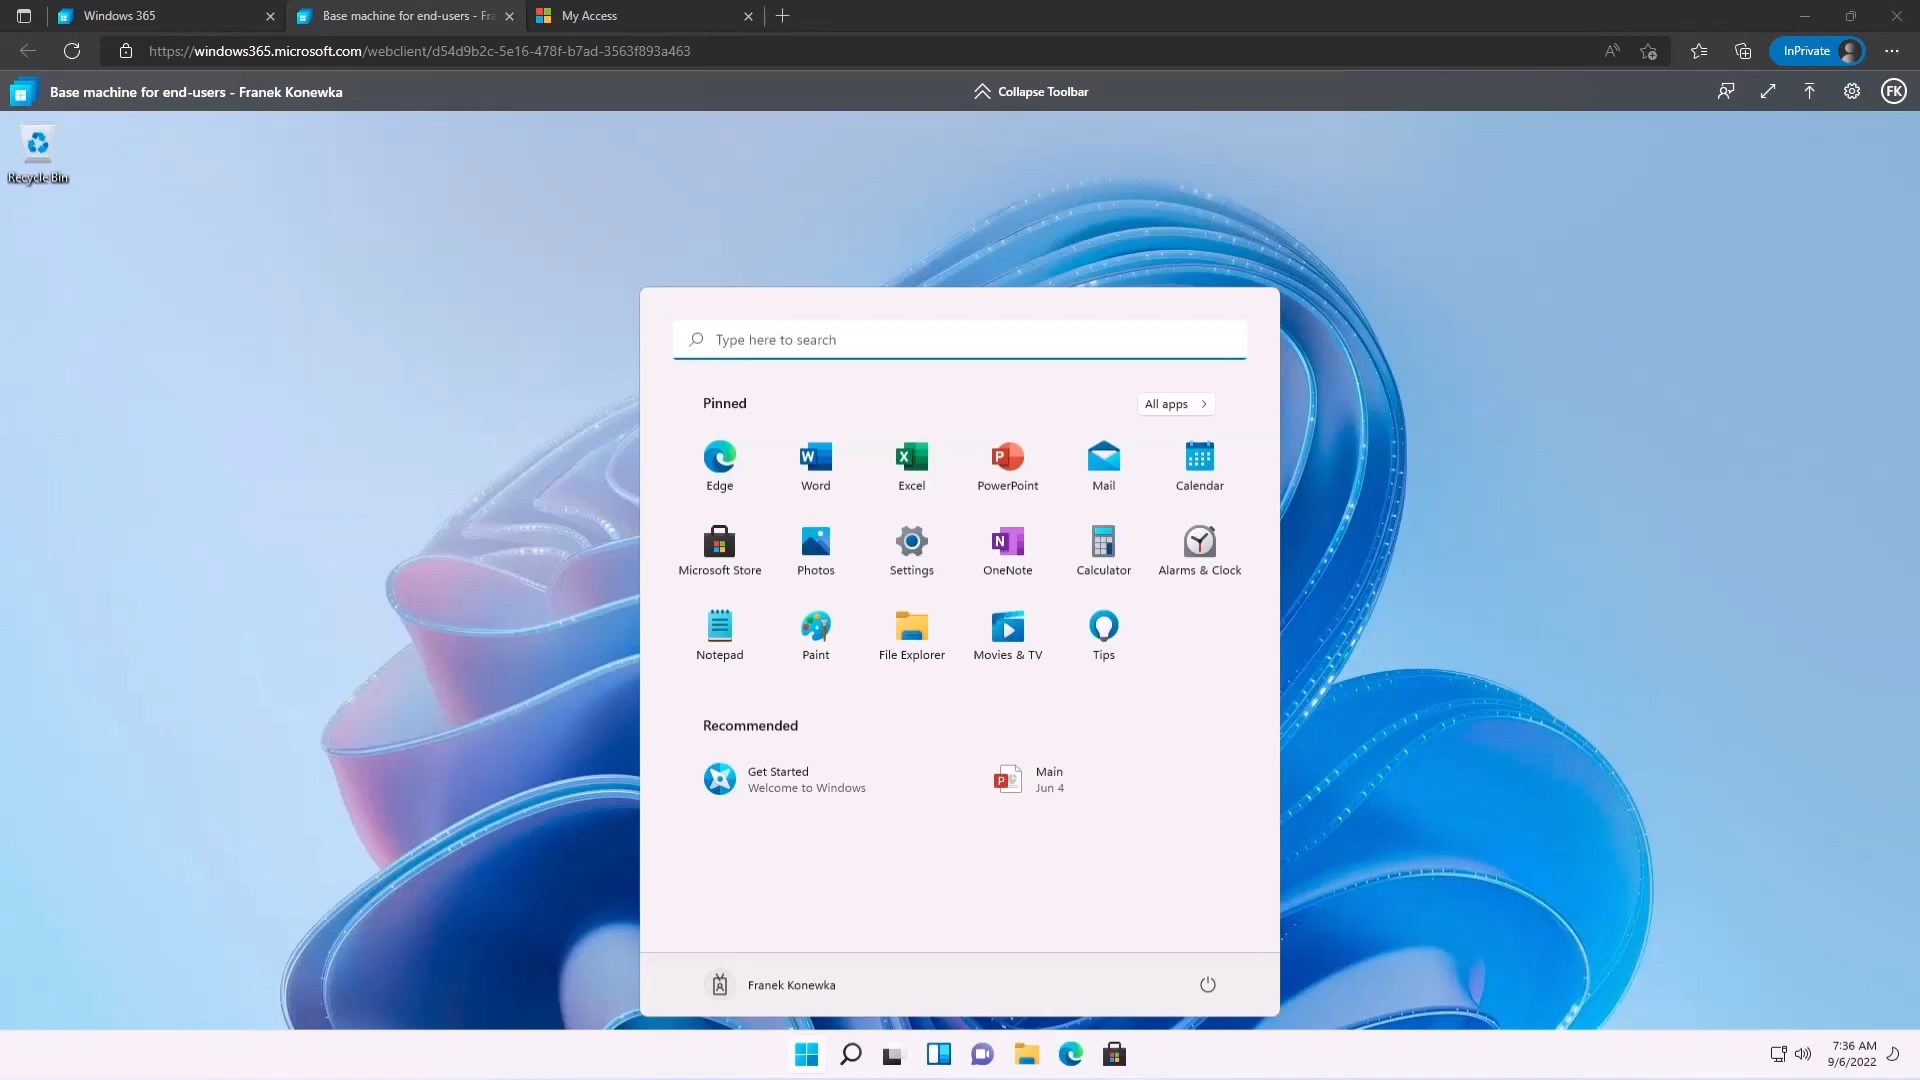 Windows 365
Base machine for end-users - Fra
My Access
https://windows365.microsoft.com/webclient/d54d9b2c-5e16-478f-b7ad-3563f893a463
InPrivate
Base machine for end-users - Franek Konewka
Collapse Toolbar
FK
Recycle Bin
Type here to search
Pinned
All apps
Edge
Word
Excel
PowerPoint
Mail
Calendar
Microsoft Store
Photos
Settings
OneNote
Calculator
Alarms & Clock
Notepad
Paint
File Explorer
Movies & TV
Tips
Recommended
Get Started
Welcome to Windows
Main
Jun 4
Franek Konewka
7:36 AM
9/6/2022